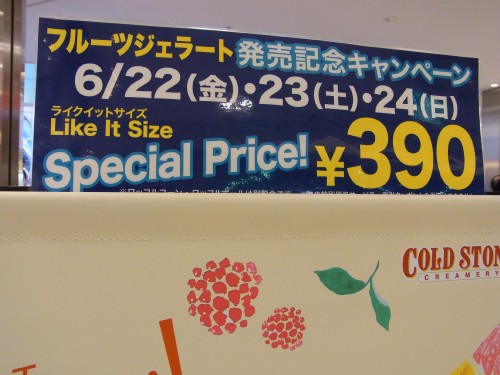 フルーツジェラート 発売記念キャンペーン
6/22(金)・23(土)・24(日)
ライクイットサイズ
Like It Size
Special Price! ¥390
COLD STON
CREAMERY